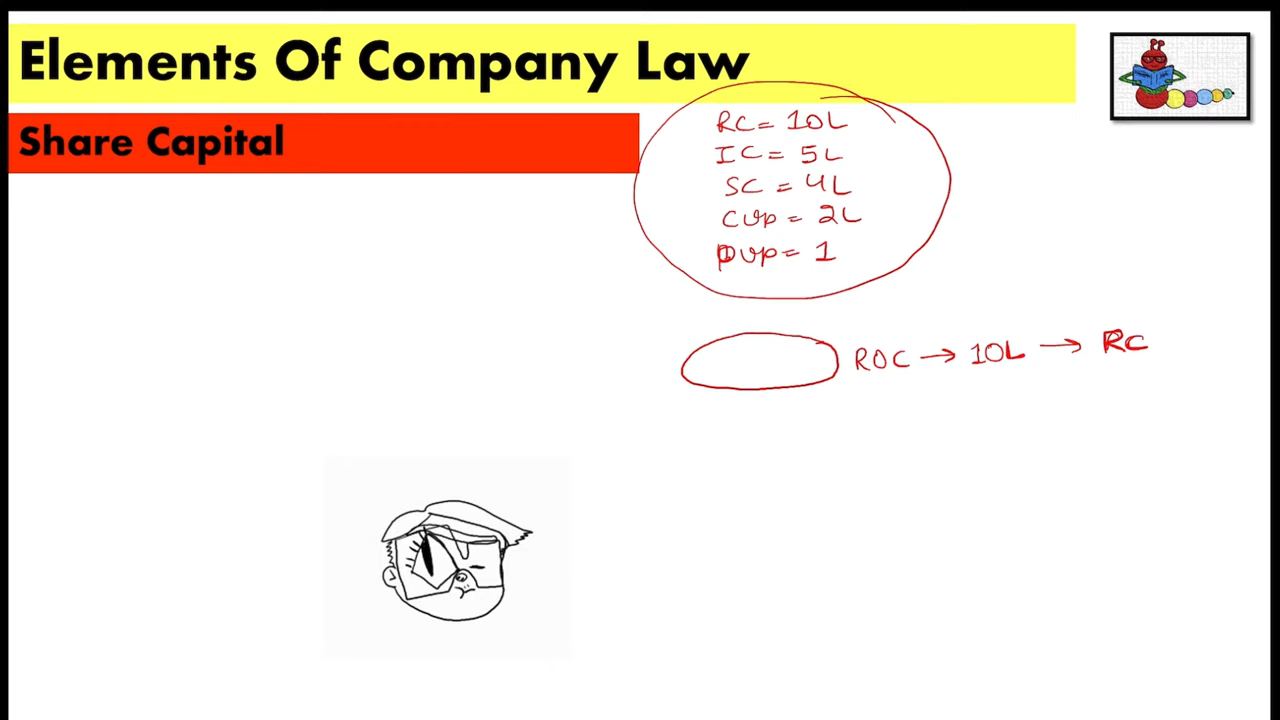 Elements Of Company Law
Share Capital
RC = 10L
IC = 5L
SC = 4L
Cup = 2L
pup = 1
ROC → 10L → RC